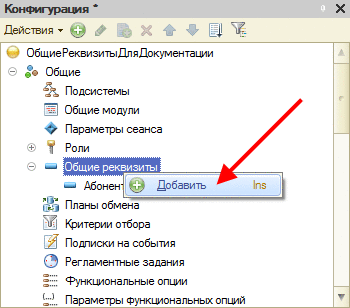 Конфигурация *
Действия
ОбщиеРеквизитыДляДокументации
Общие
Подсистемы
Общие модули
Параметры сеанса
Роли
Общие реквизиты
Абонент
Добавить Ins
Планы обмена
Критерии отбора
Подписки на события
Регламентные задания
Функциональные опции
Параметры функциональных опций